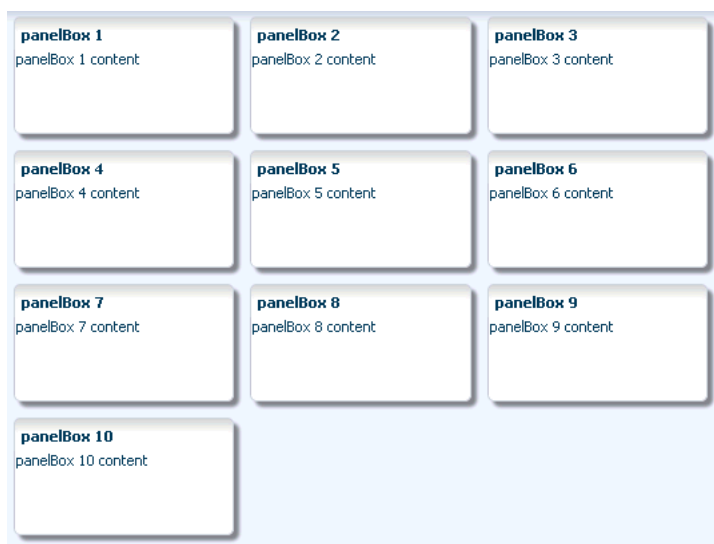 panelBox 1
panelBox 1 content
panelBox 2
panelBox 2 content
panelBox 3
panelBox 3 content
panelBox 4
panelBox 4 content
panelBox 5
panelBox 5 content
panelBox 6
panelBox 6 content
panelBox 7
panelBox 7 content
panelBox 8
panelBox 8 content
panelBox 9
panelBox 9 content
panelBox 10
panelBox 10 content